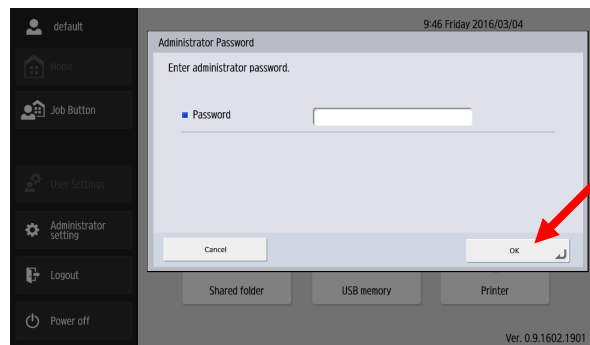 default
9:46 Friday 2016/03/04
Administrator Password
Enter administrator password.
Home
Job Button
Password
User Settings
Administrator
setting
Cancel
OK
Logout
Shared folder
USB memory
Printer
Power off
Ver. 0.9.1602.1901